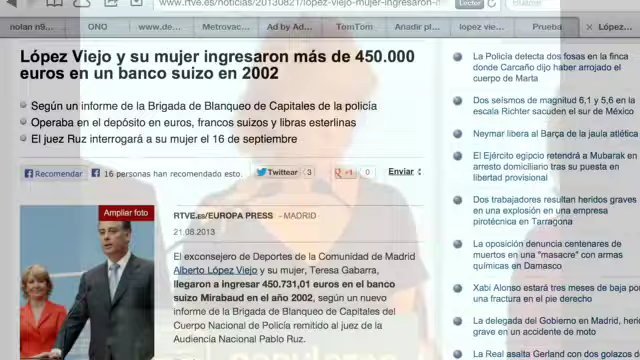 www.rtve.es/noticias/20130821/lopez-viejo-mujer-ingresaron-
Lector
nolan n9...
ONO
www.de...
Metrovac...
Ad by Ad...
TomTom
Añadir pl...
lopez vie...
Prueba
× López...
López Viejo y su mujer ingresaron más de 450.000
euros en un banco suizo en 2002
Según un informe de la Brigada de Blanqueo de Capitales de la policía
Operaba en el depósito en euros, francos suizos y libras esterlinas
El juez Ruz interrogará a su mujer el 16 de septiembre
Recomendar
16 personas han recomendado esto.
Twittear
3
+1
0
Enviar
Ampliar foto
RTVE.es/EUROPA PRESS - MADRID
21.08.2013
El exconsejero de Deportes de la Comunidad de Madrid
Alberto López Viejo y su mujer, Teresa Gabarra,
llegaron a ingresar 450.731,01 euros en el banco
suizo Mirabaud en el año 2002, según un nuevo
informe de la Brigada de Blanqueo de Capitales del
Cuerpo Nacional de Policía remitido al juez de la
Audiencia Nacional Pablo Ruz.
La Policía detecta dos fosas en la finca
donde Carcaño dijo haber arrojado el
cuerpo de Marta
Dos seísmos de magnitud 6,1 y 5,6 en la
escala Richter sacuden el sur de México
Neymar libera al Barça de la jaula atlética
El Ejército egipcio retendrá a Mubarak en
arresto domiciliario tras su puesta en
libertad provisional
Dos trabajadores resultan heridos graves
en una explosión en una empresa
pirotécnica en Tarragona
La oposición denuncia centenares de
muertos en una "masacre" con armas
químicas en Damasco
Xabi Alonso estará tres meses de baja por
una fractura en el pie derecho
La delegada del Gobierno en Madrid, herida
grave en un accidente de moto
La Real asalta Gerland con dos golazos